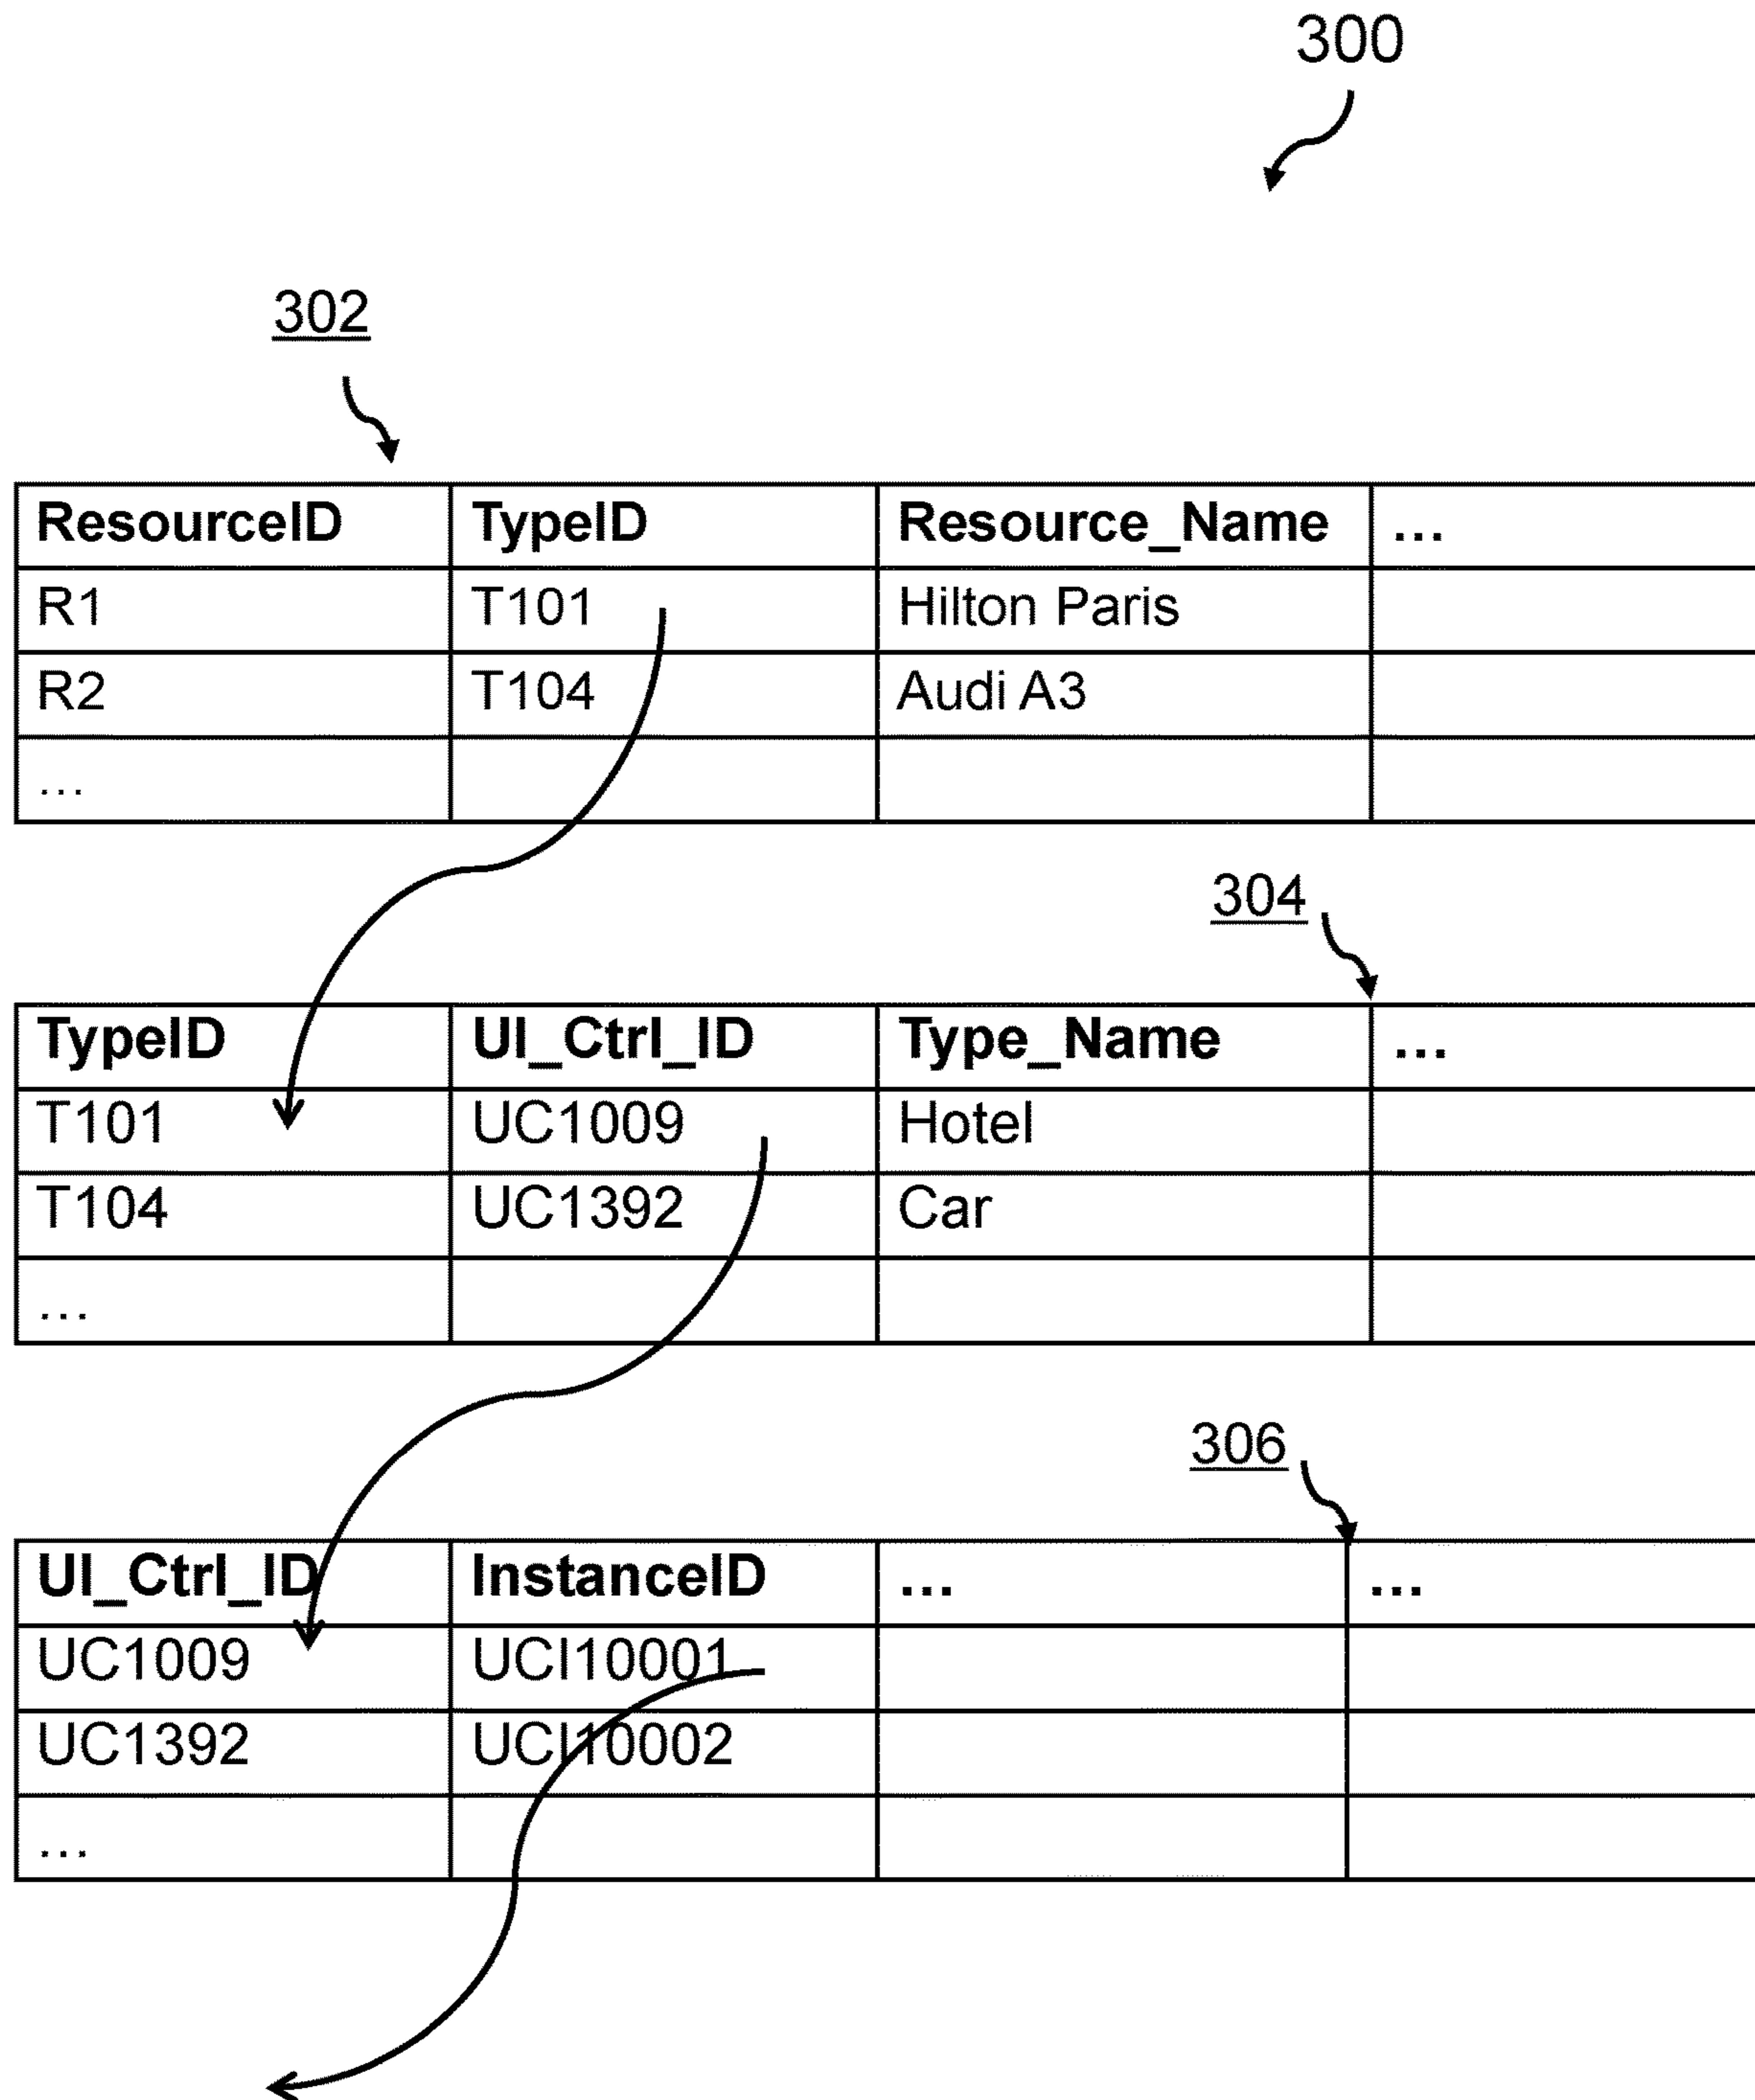 300
302
ResourceID TypeID Resource_Name ...
R1 T101 Hilton Paris
R2 T104 Audi A3
...
304
TypeID UI_Ctrl_ID Type_Name ...
T101 UC1009 Hotel
T104 UC1392 Car
...
306
UI_Ctrl_ID InstanceID ... ...
UC1009 UCI10001
UC1392 UCI10002
...